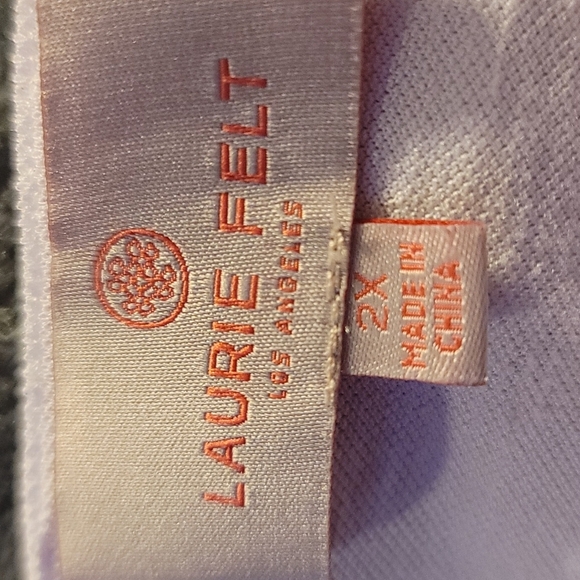 LAURIE FELT
LOS ANGELES
2X
MADE IN
CHINA